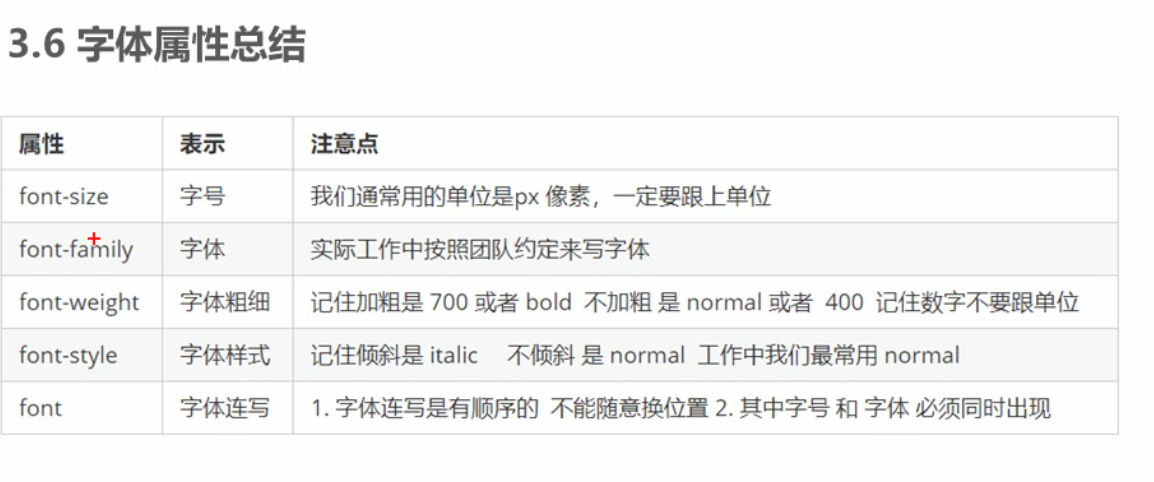 3.6 字体属性总结
属性 表示 注意点
font-size 字号 我们通常用的单位是px 像素，一定要跟上单位
font-family 字体 实际工作中按照团队约定来写字体
font-weight 字体粗细 记住加粗是 700 或者 bold 不加粗 是 normal 或者 400 记住数字不要跟单位
font-style 字体样式 记住倾斜是 italic 不倾斜 是 normal 工作中我们最常用 normal
font 字体连写 1. 字体连写是有顺序的 不能随意换位置 2. 其中字号 和 字体 必须同时出现